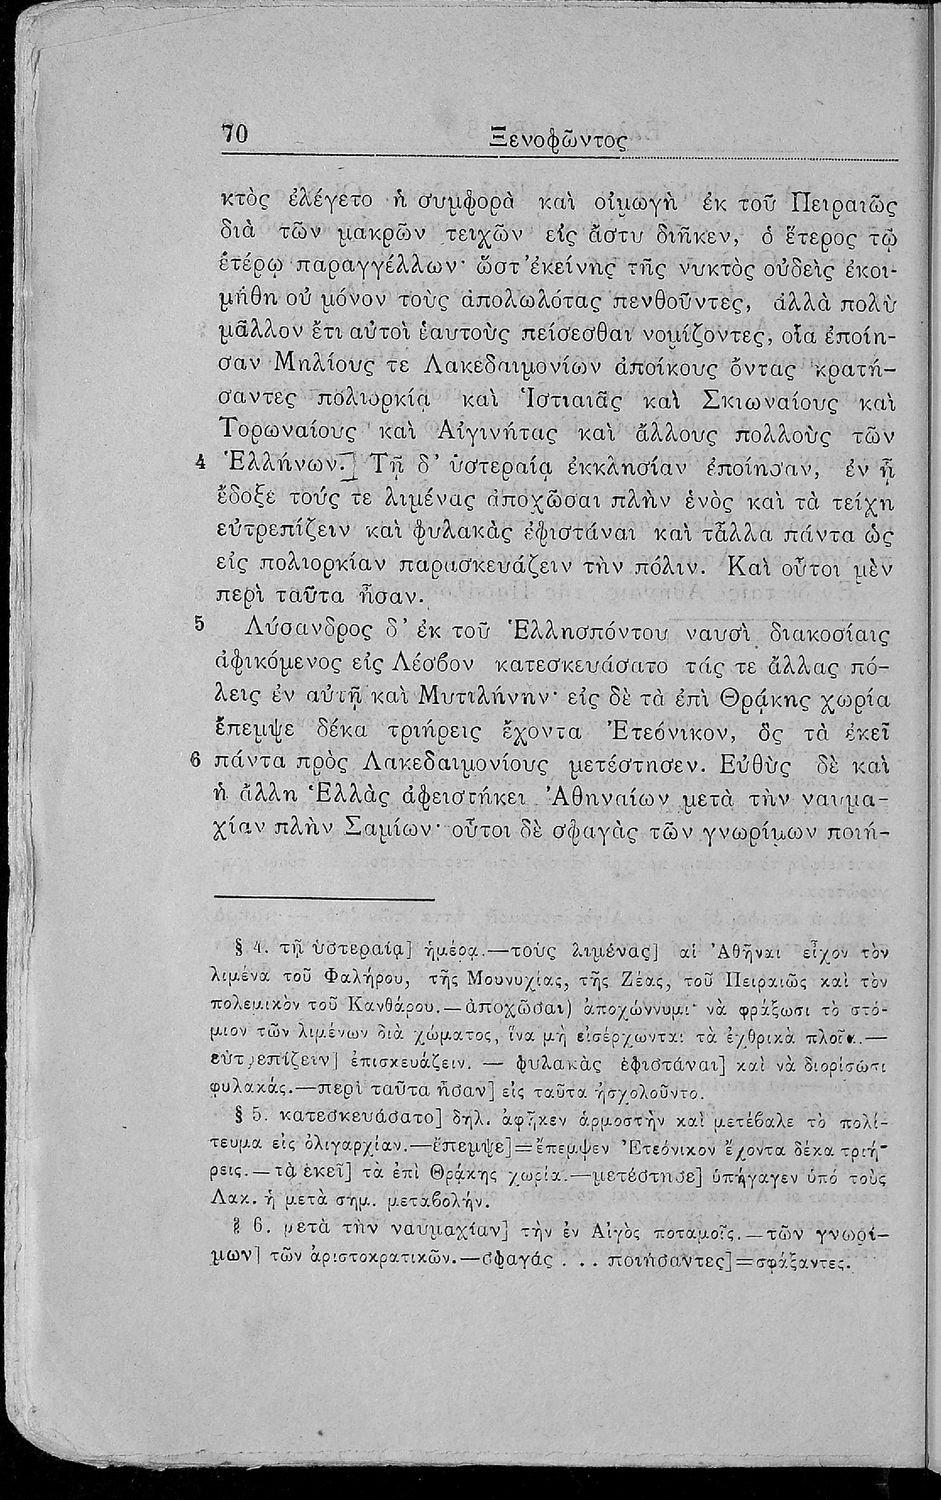 70
Ξενοφῶντος
κτὸς ἐλέγετο ἡ συμφορὰ καὶ οἰμωγὴ ἐκ τοῦ Πειραιῶς
διὰ τῶν μακρῶν τειχῶν εἰς ἄστυ διῆκεν, ὁ ἕτερος τῷ
ἑτέρῳ παραγγέλλων· ὥστ' ἐκείνης τῆς νυκτὸς οὐδεὶς ἐκοι-
μήθη οὐ μόνον τοὺς ἀπολωλότας πενθοῦντες, ἀλλὰ πολὺ
μᾶλλον ἔτι αὐτοὶ ἑαυτοὺς πείσεσθαι νομίζοντες, οἷα ἐποίη-
σαν Μηλίους τε Λακεδαιμονίων ἀποίκους ὄντας κρατή-
σαντες πολιορκίᾳ καὶ Ἱστιαιᾶς καὶ Σκιωναίους καὶ
Τορωναίους καὶ Αἰγινήτας καὶ ἄλλους πολλοὺς τῶν
4 Ἑλλήνων.] Τῇ δ' ὑστεραίᾳ ἐκκλησίαν ἐποίησαν, ἐν ᾗ
ἔδοξε τούς τε λιμένας ἀποχῶσαι πλὴν ἑνὸς καὶ τὰ τείχη
εὐτρεπίζειν καὶ φυλακὰς ἐφιστάναι καὶ τἆλλα πάντα ὡς
εἰς πολιορκίαν παρασκευάζειν τὴν πόλιν. Καὶ οὗτοι μὲν
περὶ ταῦτα ἦσαν.
5 Λύσανδρος δ' ἐκ τοῦ Ἑλλησπόντου ναυσὶ διακοσίαις
ἀφικόμενος εἰς Λέσβον κατεσκευάσατο τάς τε ἄλλας πό-
λεις ἐν αὐτῇ καὶ Μυτιλήνην· εἰς δὲ τὰ ἐπὶ Θρᾴκης χωρία
ἔπεμψε δέκα τριήρεις ἔχοντα Ἐτεόνικον, ὃς τὰ ἐκεῖ
6 πάντα πρὸς Λακεδαιμονίους μετέστησεν. Εὐθὺς δὲ καὶ
ἡ ἄλλη Ἑλλὰς ἀφειστήκει Ἀθηναίων μετὰ τὴν ναυμα-
χίαν πλὴν Σαμίων· οὗτοι δὲ σφαγὰς τῶν γνωρίμων ποιή-
§ 4. τῇ ὑστεραίᾳ] ἡμέρᾳ.—τοὺς λιμένας] αἱ Ἀθῆναι εἶχον τὸν
λιμένα τοῦ Φαλήρου, τῆς Μουνυχίας, τῆς Ζέας, τοῦ Πειραιῶς καὶ τὸν
πολεμικὸν τοῦ Κανθάρου.—ἀποχῶσαι) ἀποχώννυμι· νὰ φράξωσι τὸ στό-
μιον τῶν λιμένων διὰ χώματος, ἵνα μὴ εἰσέρχωνται τὰ ἐχθρικὰ πλοῖα.—
εὐτρεπίζειν] ἐπισκευάζειν. — φυλακὰς ἐφιστάναι] καὶ νὰ διορίσωσι
φυλακάς.—περὶ ταῦτα ἦσαν] εἰς ταῦτα ἠσχολοῦντο.
§ 5. κατεσκευάσατο] δηλ. ἀφῆκεν ἁρμοστὴν καὶ μετέβαλε τὸ πολί-
τευμα εἰς ὀλιγαρχίαν.—ἔπεμψε]=ἔπεμψεν Ἐτεόνικον ἔχοντα δέκα τριή-
ρεις.—τὰ ἐκεῖ] τὰ ἐπὶ Θρᾴκης χωρία.—μετέστησε] ὑπήγαγεν ὑπὸ τοὺς
Λακ. ἢ μετὰ σημ. μεταβολήν.
§ 6. μετὰ τὴν ναυμαχίαν] τὴν ἐν Αἰγὸς ποταμοῖς.—τῶν γνωρί-
μων] τῶν ἀριστοκρατικῶν.—σφαγάς . . . ποιήσαντες]=σφάξαντες.